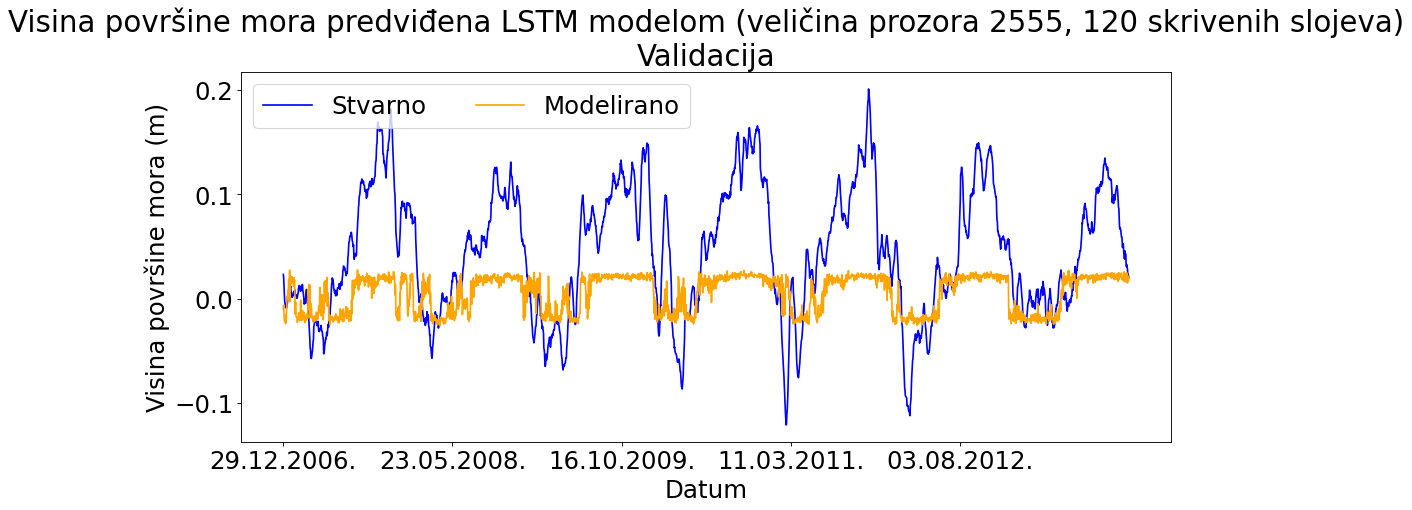 Visina površine mora predviđena LSTM modelom (veličina prozora 2555, 120 skrivenih slojeva)
Validacija
Stvarno Modelirano
Visina površine mora (m)
0.2
0.1
0.0
−0.1
29.12.2006. 23.05.2008. 16.10.2009. 11.03.2011. 03.08.2012.
Datum